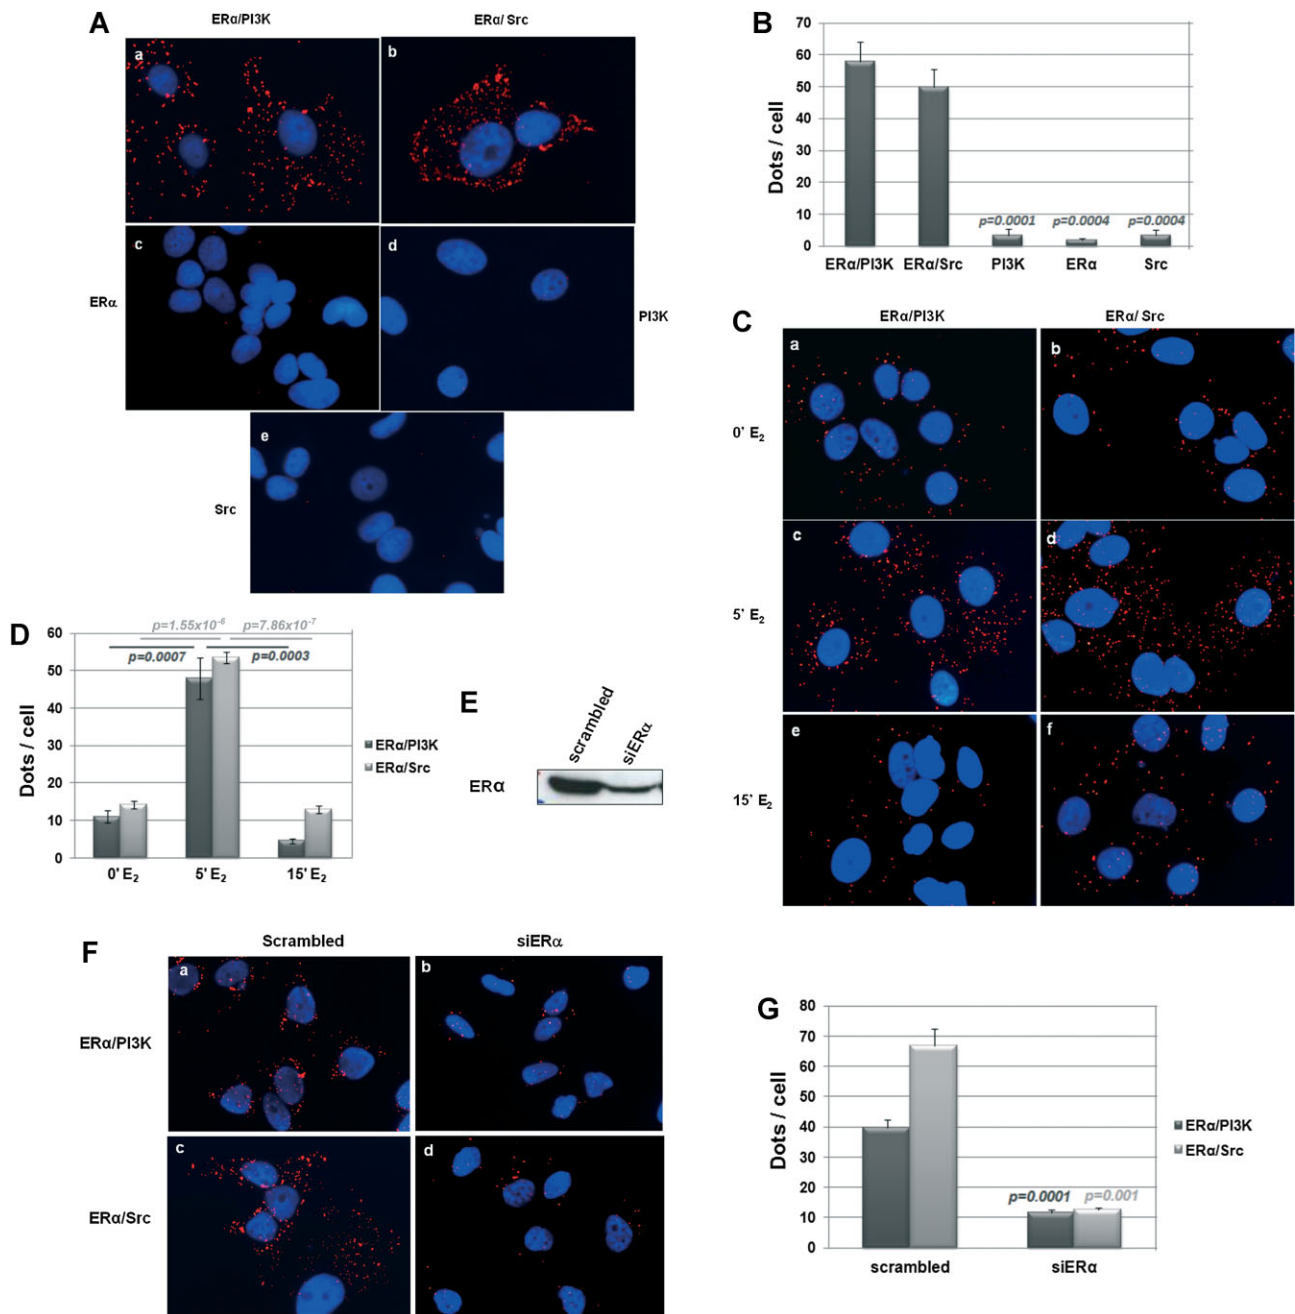 A
ERα/PI3K
ERα/ Src
a
b
c
d
ERα
PI3K
e
Src
B
Dots / cell
70
60
50
40
30
20
10
0
p=0.0001
p=0.0004
p=0.0004
ERα/PI3K
ERα/Src
PI3K
ERα
Src
C
ERα/PI3K
ERα/ Src
a
b
0' E2
c
d
5' E2
e
f
15' E2
D
Dots / cell
60
50
40
30
20
10
0
p=1.55x10-6
p=7.86x10-7
p=0.0007
p=0.0003
0' E2
5' E2
15' E2
ERα/PI3K
ERα/Src
E
scrambled
siERα
ERα
F
Scrambled
siERα
a
b
ERα/PI3K
c
d
ERα/Src
G
Dots / cell
80
70
60
50
40
30
20
10
0
p=0.0001
p=0.001
scrambled
siERα
ERα/PI3K
ERα/Src